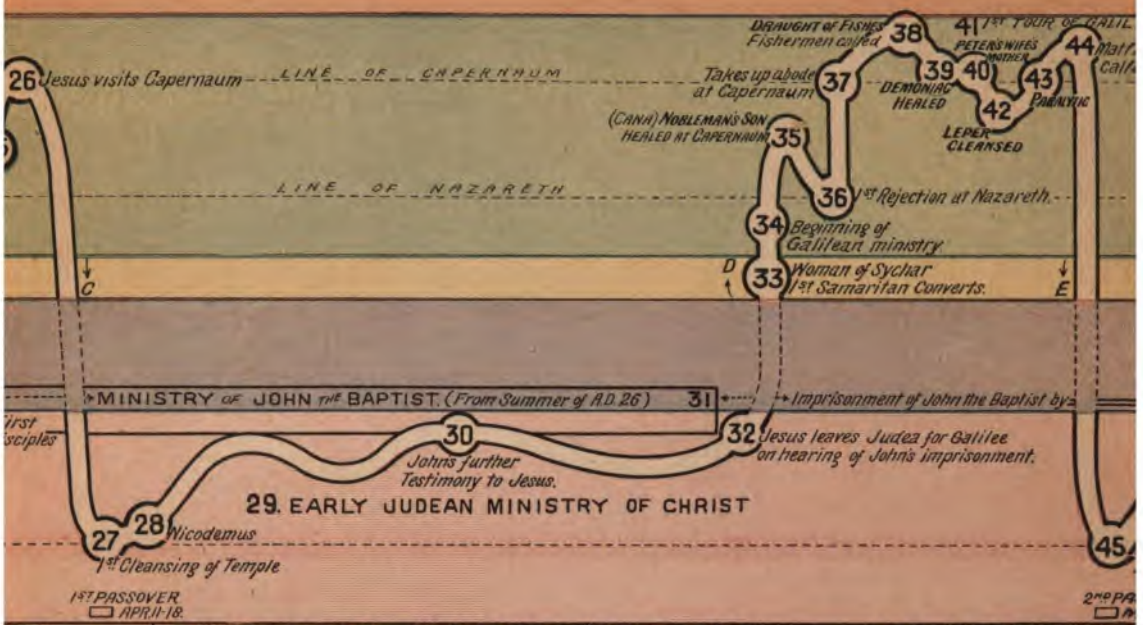 DRAUGHT OF FISHES
Fishermen called
38
41 1ST TOUR OF GALIL
PETER'S WIFE'S
MOTHER
44
Matt.
26
Jesus visits Capernaum
LINE OF CAPERNAUM
Takes up abode
at Capernaum
37
39
40
43
DEMONIAC
HEALED
42
PARALYTIC
LEPER
CLEANSED
(CANA) NOBLEMAN'S SON
HEALED AT CAPERNAUM
35
LINE OF NAZARETH
36
1st Rejection at Nazareth.
34
Beginning of
Galilean ministry.
C
D
33
Woman of Sychar
1st Samaritan Converts.
E
MINISTRY OF JOHN THE BAPTIST. (From Summer of A.D. 26)
31
Imprisonment of John the Baptist by
irst
isciples
30
Johns further
Testimony to Jesus.
32
Jesus leaves Judea for Galilee
on hearing of John's imprisonment.
29. EARLY JUDEAN MINISTRY OF CHRIST
27
28
Nicodemus
1st Cleansing of Temple
45
1ST PASSOVER
APR.11-18.
2ND PA